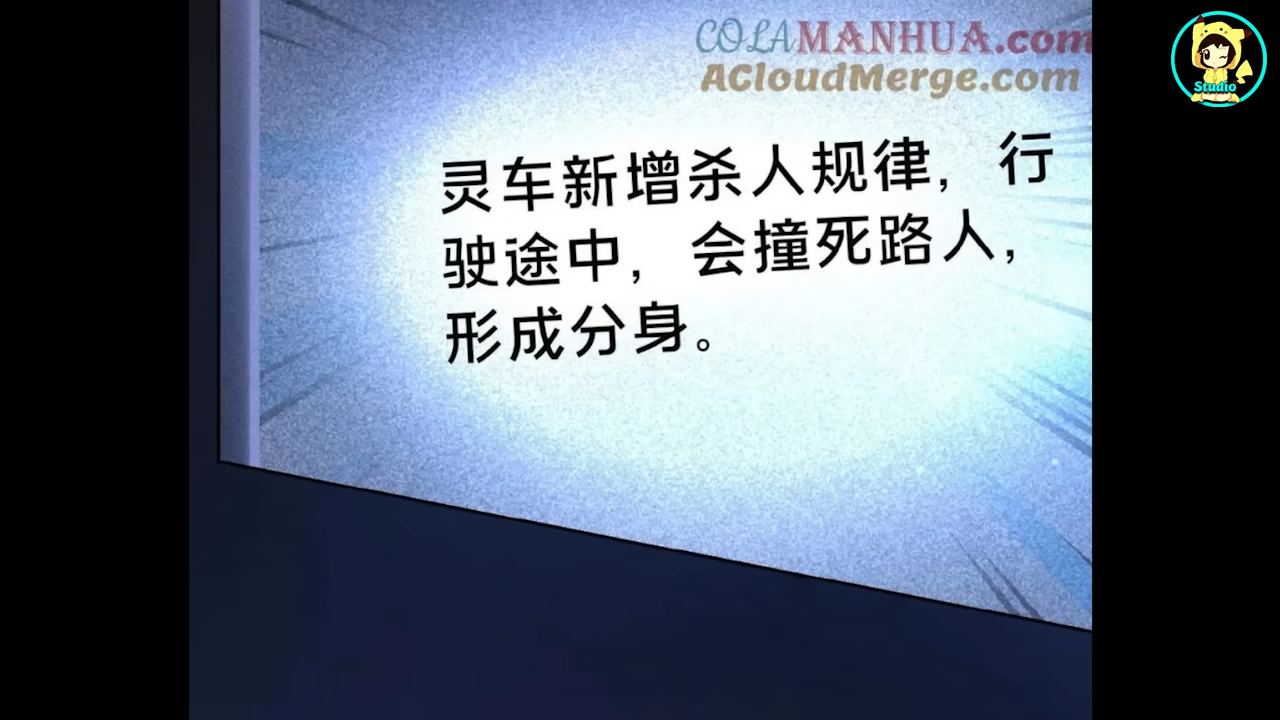 COLAMANHUA.com
ACloudMerge.com
Studio
灵车新增杀人规律，行
驶途中，会撞死路人，
形成分身。